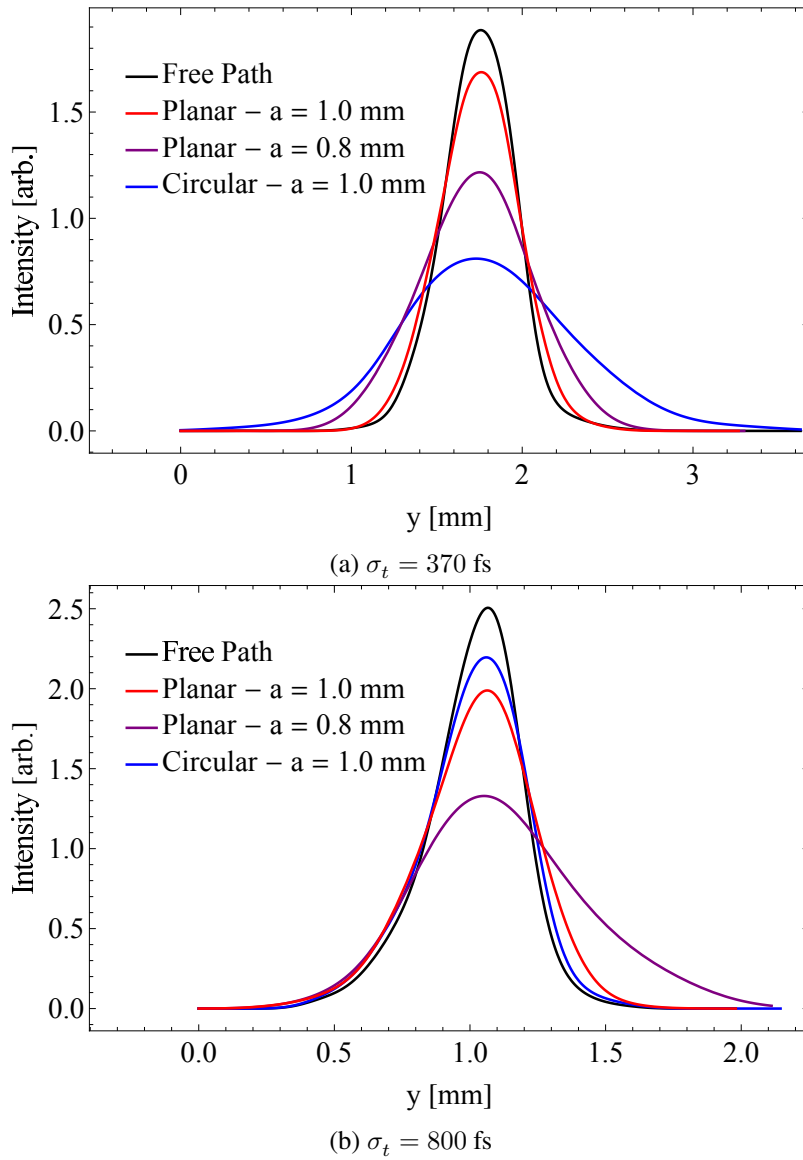 Free Path
Planar − a = 1.0 mm
Planar − a = 0.8 mm
Circular − a = 1.0 mm
Intensity [arb.]
1.5
1.0
0.5
0.0
0 1 2 3
y [mm]
(a) σt = 370 fs
Free Path
Planar − a = 1.0 mm
Planar − a = 0.8 mm
Circular − a = 1.0 mm
Intensity [arb.]
2.5
2.0
1.5
1.0
0.5
0.0
0.0 0.5 1.0 1.5 2.0
y [mm]
(b) σt = 800 fs